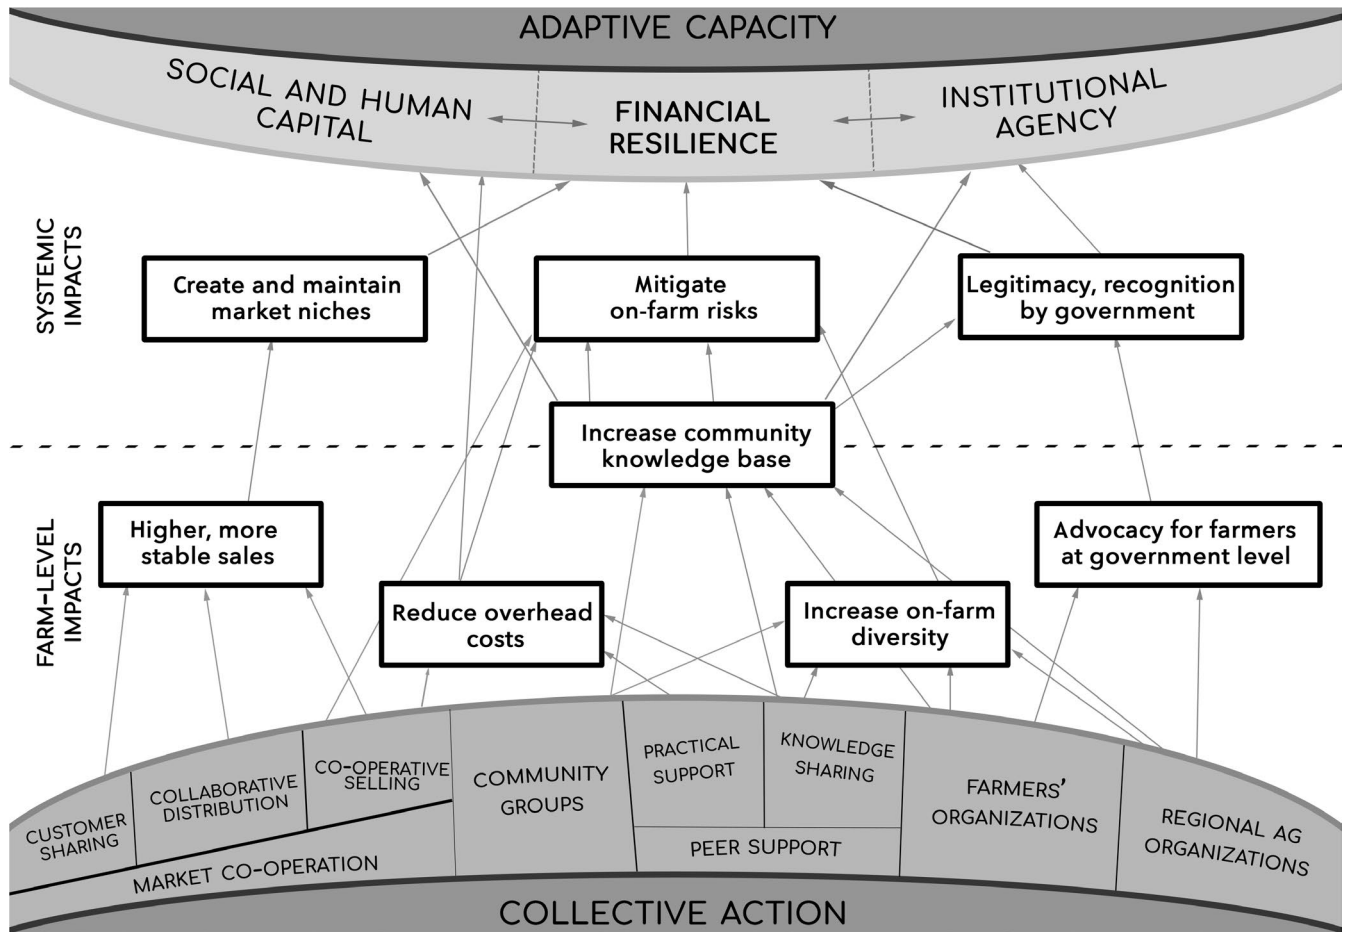 ADAPTIVE CAPACITY
SOCIAL AND HUMAN
CAPITAL
FINANCIAL
RESILIENCE
INSTITUTIONAL
AGENCY
SYSTEMIC
IMPACTS
Create and maintain
market niches
Mitigate
on-farm risks
Legitimacy, recognition
by government
Increase community
knowledge base
FARM-LEVEL
IMPACTS
Higher, more
stable sales
Advocacy for farmers
at government level
Reduce overhead
costs
Increase on-farm
diversity
CUSTOMER
SHARING
COLLABORATIVE
DISTRIBUTION
CO-OPERATIVE
SELLING
MARKET CO-OPERATION
COMMUNITY
GROUPS
PRACTICAL
SUPPORT
KNOWLEDGE
SHARING
PEER SUPPORT
FARMERS'
ORGANIZATIONS
REGIONAL AG
ORGANIZATIONS
COLLECTIVE ACTION